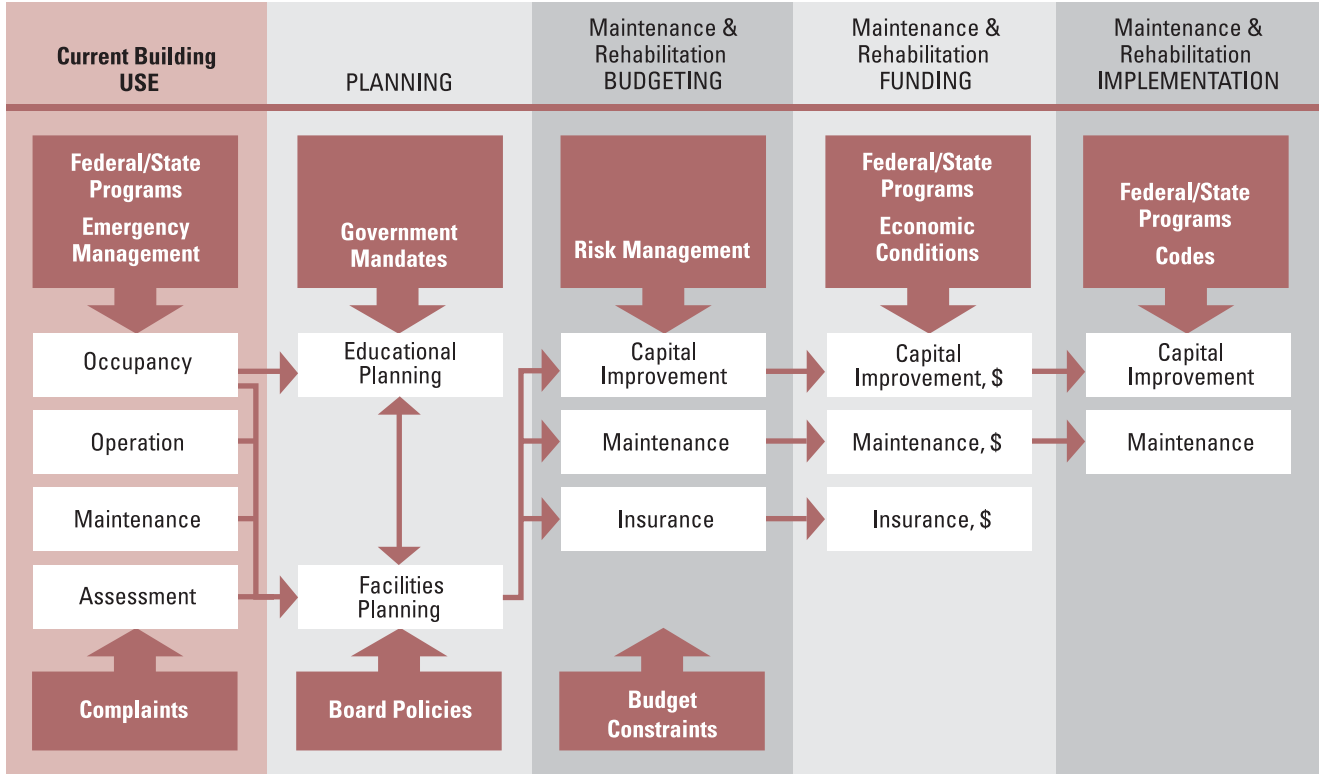 Current Building
USE
PLANNING
Maintenance &
Rehabilitation
BUDGETING
Maintenance &
Rehabilitation
FUNDING
Maintenance &
Rehabilitation
IMPLEMENTATION
Federal/State
Programs
Emergency
Management
Government
Mandates
Risk Management
Federal/State
Programs
Economic
Conditions
Federal/State
Programs
Codes
Occupancy
Educational
Planning
Capital
Improvement
Capital
Improvement, $
Capital
Improvement
Operation
Maintenance
Maintenance, $
Maintenance
Maintenance
Insurance
Insurance, $
Assessment
Facilities
Planning
Complaints
Board Policies
Budget
Constraints